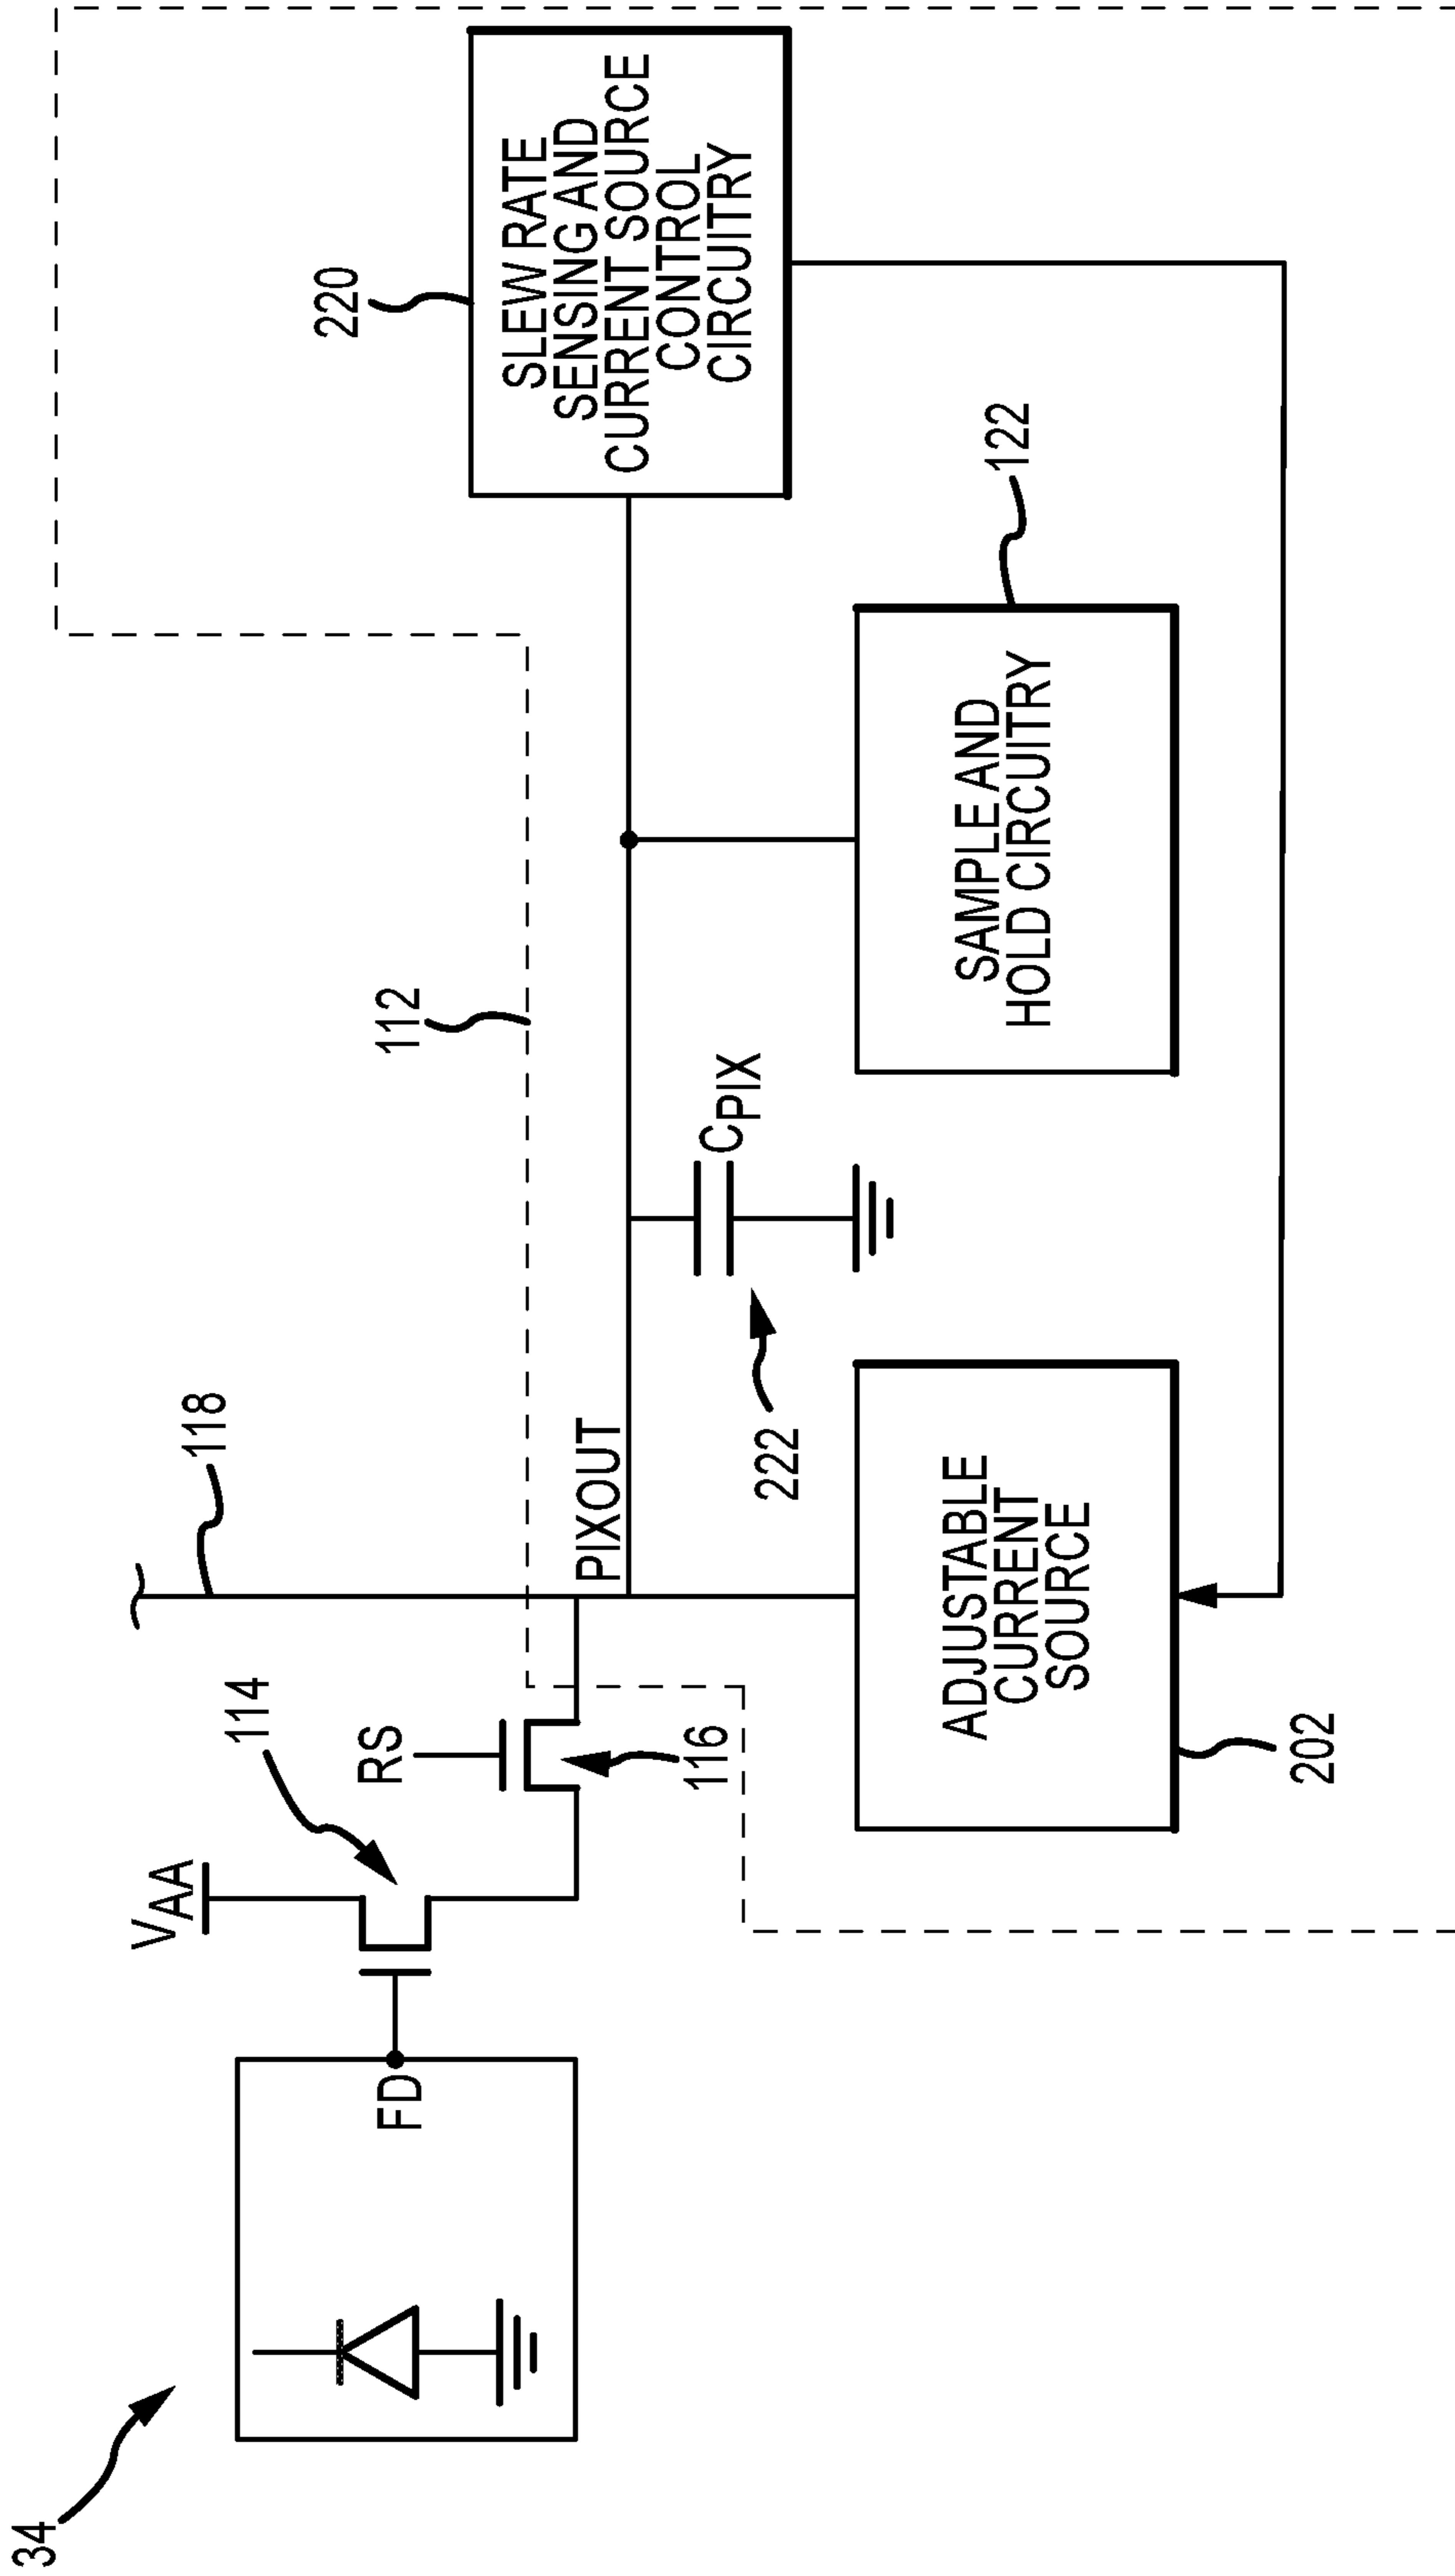 34
FD
VAA
114
RS
116
118
PIXOUT
112
222
CPIX
220
SLEW RATE
SENSING AND
CURRENT SOURCE
CONTROL
CIRCUITRY
122
SAMPLE AND
HOLD CIRCUITRY
ADJUSTABLE
CURRENT
SOURCE
202